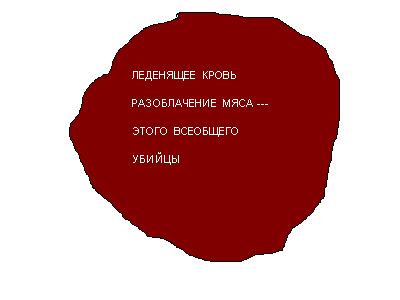 ЛЕДЕНЯЩЕЕ КРОВЬ
РАЗОБЛАЧЕНИЕ МЯСА ---
ЭТОГО ВСЕОБЩЕГО
УБИЙЦЫ